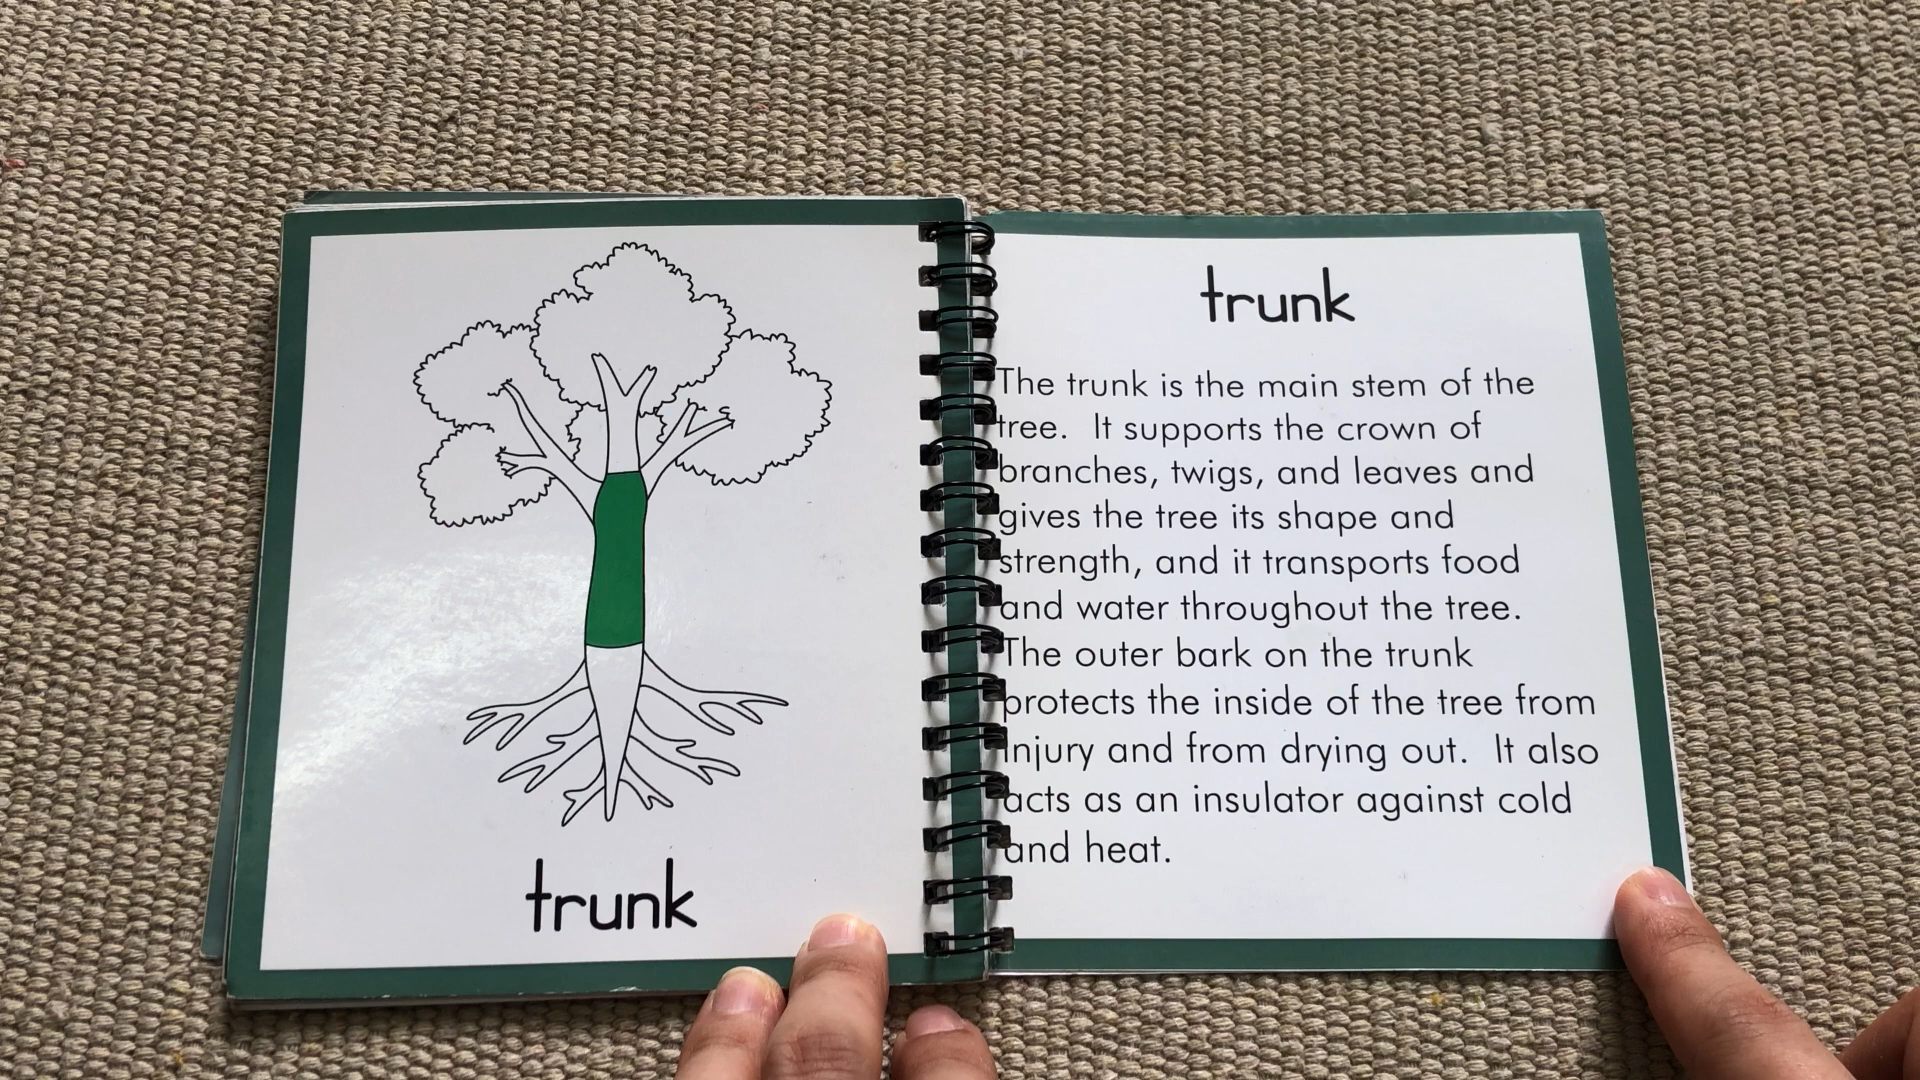 trunk
trunk
The trunk is the main stem of the
tree. It supports the crown of
branches, twigs, and leaves and
gives the tree its shape and
strength, and it transports food
and water throughout the tree.
The outer bark on the trunk
protects the inside of the tree from
injury and from drying out. It also
acts as an insulator against cold
and heat.